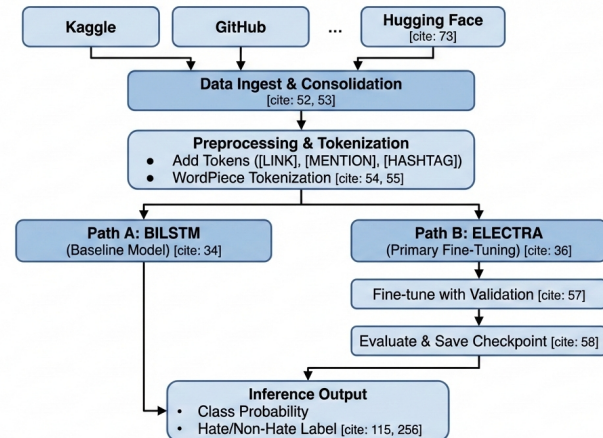 Kaggle
GitHub
...
Hugging Face
[cite: 73]
Data Ingest & Consolidation
[cite: 52, 53]
Preprocessing & Tokenization
● Add Tokens ([LINK], [MENTION], [HASHTAG])
● WordPiece Tokenization [cite: 54, 55]
Path A: BILSTM
(Baseline Model) [cite: 34]
Path B: ELECTRA
(Primary Fine-Tuning) [cite: 36]
Fine-tune with Validation [cite: 57]
Evaluate & Save Checkpoint [cite: 58]
Inference Output
• Class Probability
• Hate/Non-Hate Label [cite: 115, 256]